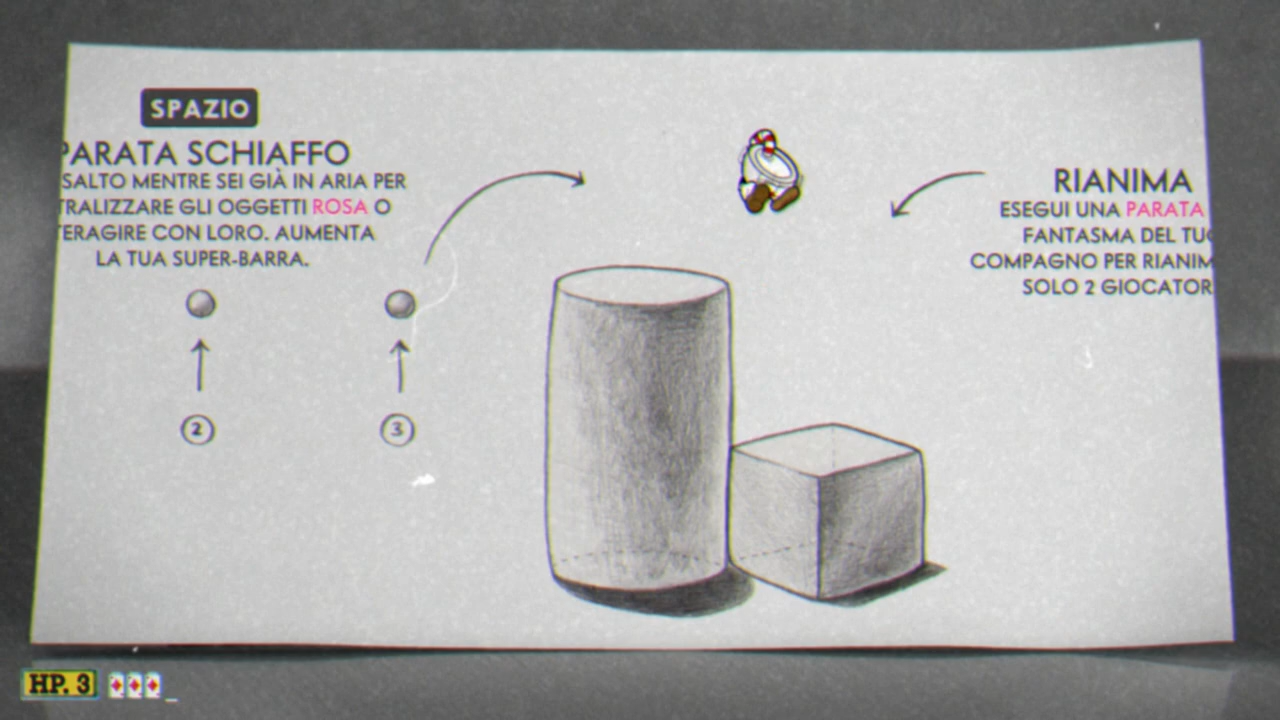 SPAZIO
PARATA SCHIAFFO
SALTO MENTRE SEI GIÀ IN ARIA PER
TRALIZZARE GLI OGGETTI ROSA O
TERAGIRE CON LORO. AUMENTA
LA TUA SUPER-BARRA.
2
3
RIANIMA
ESEGUI UNA PARATA
FANTASMA DEL TUO
COMPAGNO PER RIANIM
SOLO 2 GIOCATOR
HP. 3